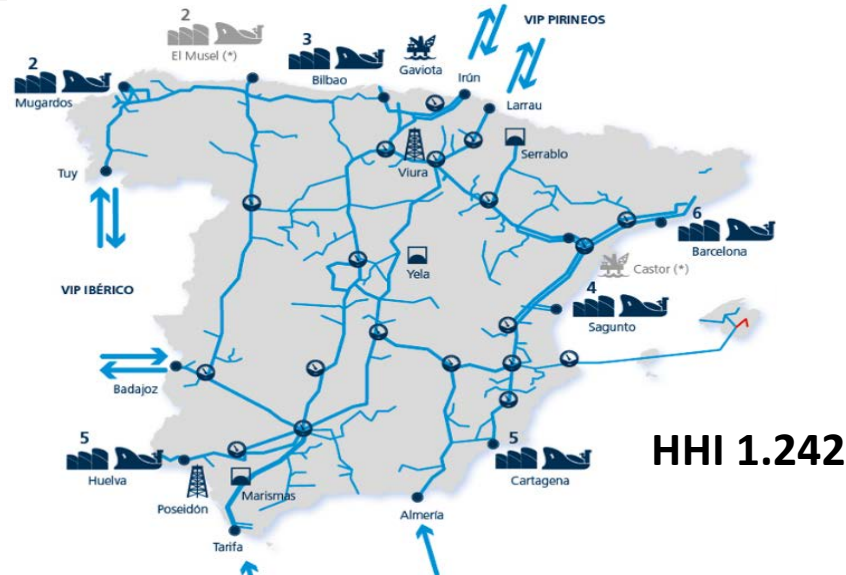 2
El Musel (*)
VIP PIRINEOS
3
Bilbao
Gaviota
Irún
2
Mugardos
Larrau
Viura
Serrablo
Tuy
6
Barcelona
Yela
Castor (*)
VIP IBÉRICO
4
Sagunto
Badajoz
5
Huelva
5
Cartagena
HHI 1.242
Marismas
Poseidón
Almería
Tarifa